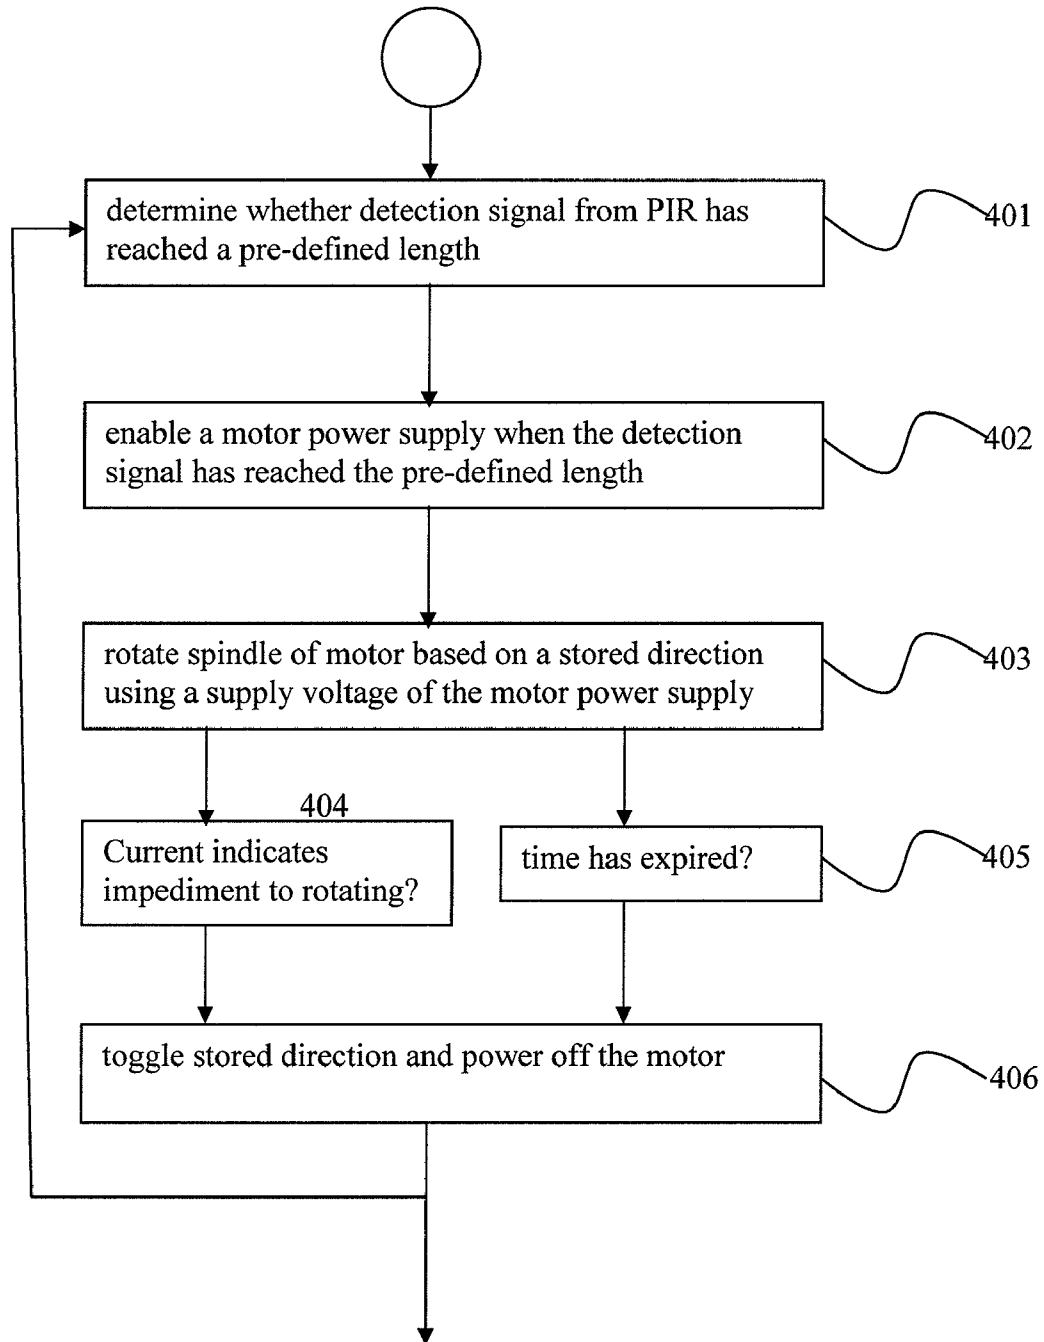 determine whether detection signal from PIR has
reached a pre-defined length
401
enable a motor power supply when the detection
signal has reached the pre-defined length
402
rotate spindle of motor based on a stored direction
using a supply voltage of the motor power supply
403
404
Current indicates
impediment to rotating?
time has expired?
405
toggle stored direction and power off the motor
406